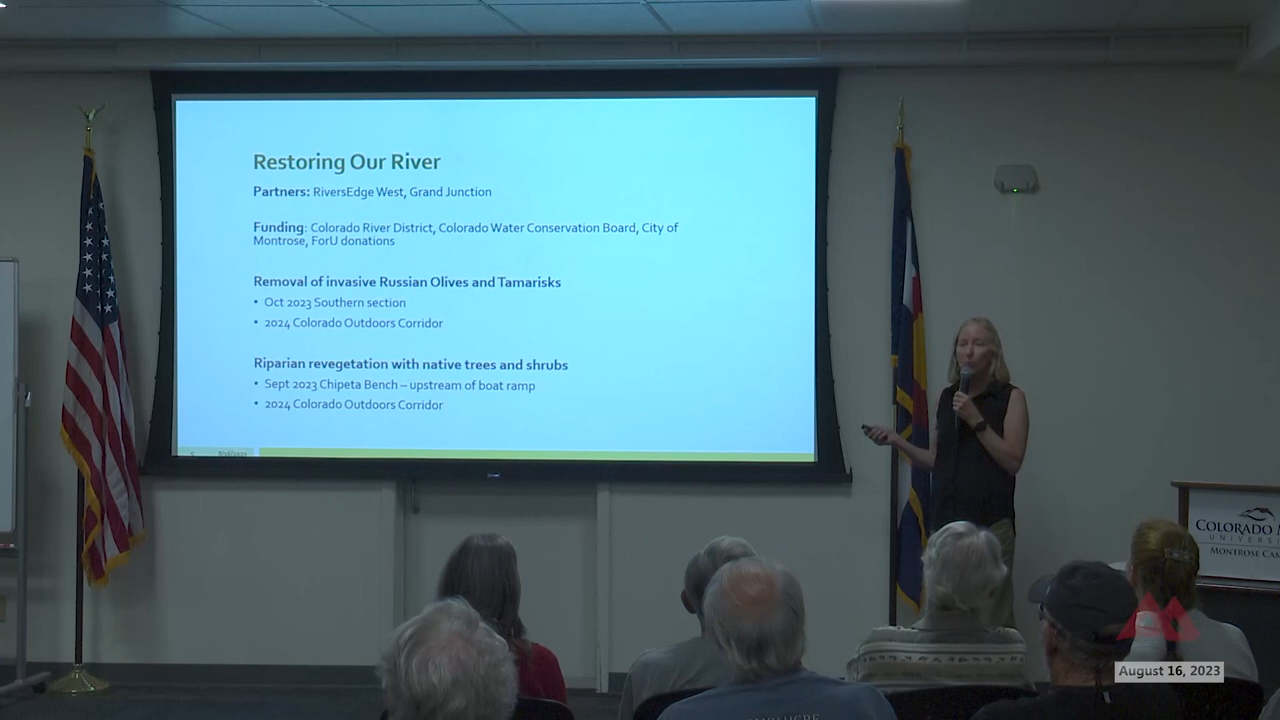 Restoring Our River
Partners: RiversEdge West, Grand Junction
Funding: Colorado River District, Colorado Water Conservation Board, City of
Montrose, ForU donations
Removal of invasive Russian Olives and Tamarisks
• Oct 2023 Southern section
• 2024 Colorado Outdoors Corridor
Riparian revegetation with native trees and shrubs
• Sept 2023 Chipeta Bench – upstream of boat ramp
• 2024 Colorado Outdoors Corridor
COLORADO M
UNIVERSI
MONTROSE CAM
August 16, 2023